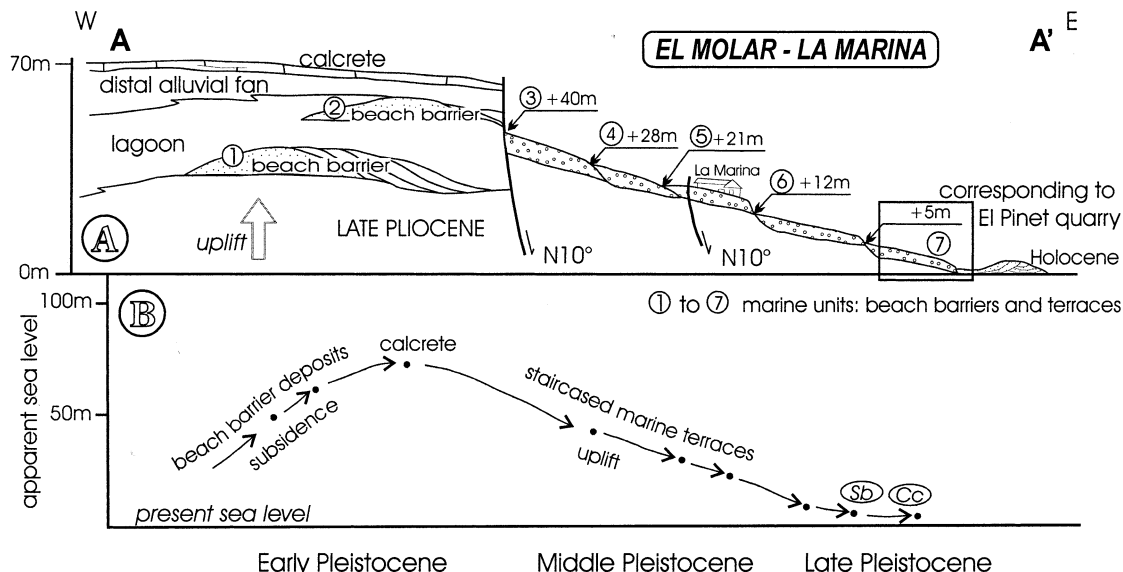 W
A
EL MOLAR - LA MARINA
A'
E
70m
calcrete
distal alluvial fan
② beach barrier
③ +40m
④ +28m
⑤ +21m
La Marina
⑥ +12m
lagoon
① beach barrier
corresponding to
El Pinet quarry
+5m
⑦
Holocene
A
uplift
LATE PLIOCENE
N10°
N10°
0m
① to ⑦ marine units: beach barriers and terraces
B
100m
50m
apparent sea level
beach barrier deposits
subsidence
calcrete
staircased marine terraces
uplift
Sb
Cc
present sea level
Early Pleistocene
Middle Pleistocene
Late Pleistocene